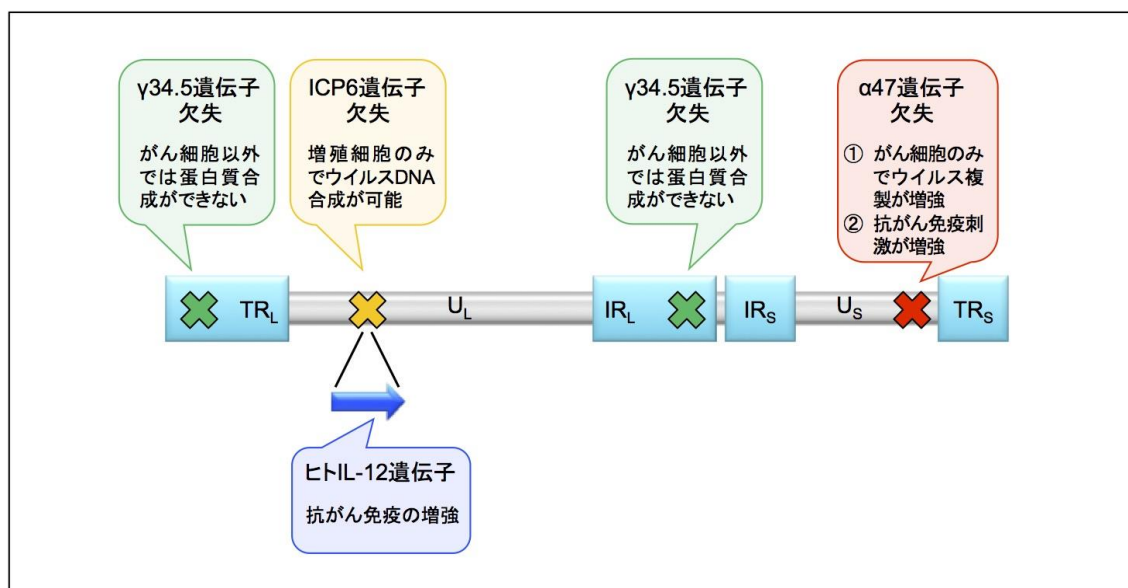 γ34.5遺伝子
欠失
がん細胞以外
では蛋白質合
成ができない
ICP6遺伝子
欠失
増殖細胞のみ
でウイルスDNA
合成が可能
γ34.5遺伝子
欠失
がん細胞以外
では蛋白質合
成ができない
α47遺伝子
欠失
① がん細胞のみ
でウイルス複
製が増強
② 抗がん免疫刺
激が増強
TRL
UL
IRL
IRS
US
TRS
ヒトIL-12遺伝子
抗がん免疫の増強